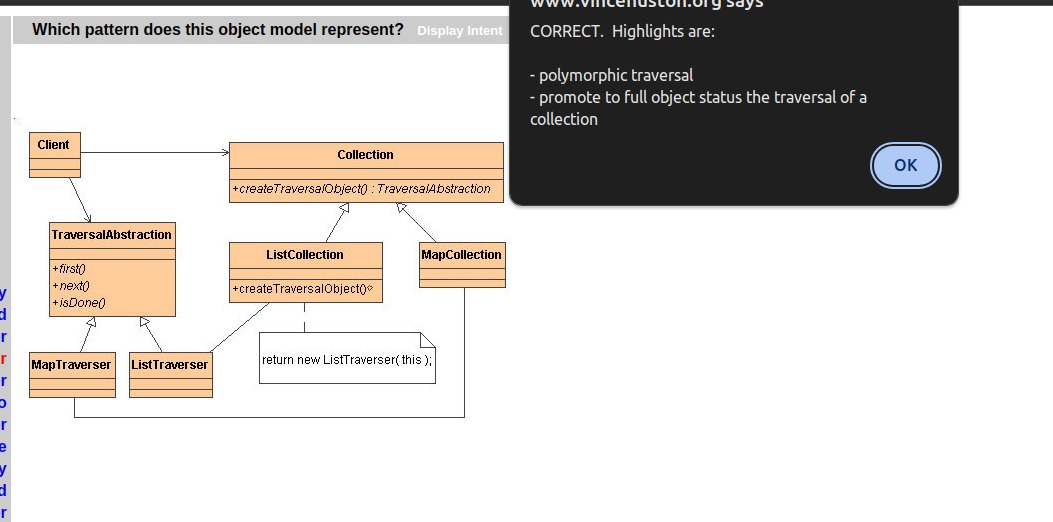 www.vincehuston.org says
Which pattern does this object model represent? Display Intent
CORRECT. Highlights are:
- polymorphic traversal
- promote to full object status the traversal of a
collection
OK
Client
Collection
+createTraversalObject() : TraversalAbstraction
TraversalAbstraction
+first()
+next()
+isDone()
ListCollection
+createTraversalObject()
MapCollection
return new ListTraverser( this );
MapTraverser
ListTraverser
y
d
r
r
r
o
r
e
y
d
r